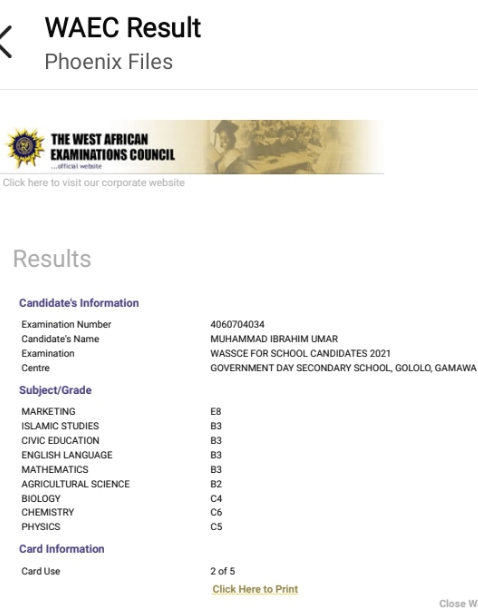 WAEC Result
Phoenix Files
THE WEST AFRICAN
EXAMINATIONS COUNCIL
....official website
Click here to visit our corporate website
Results
Candidate's Information
Examination Number 4060704034
Candidate's Name MUHAMMAD IBRAHIM UMAR
Examination WASSCE FOR SCHOOL CANDIDATES 2021
Centre GOVERNMENT DAY SECONDARY SCHOOL, GOLOLO, GAMAWA
Subject/Grade
MARKETING E8
ISLAMIC STUDIES B3
CIVIC EDUCATION B3
ENGLISH LANGUAGE B3
MATHEMATICS B3
AGRICULTURAL SCIENCE B2
BIOLOGY C4
CHEMISTRY C6
PHYSICS C5
Card Information
Card Use 2 of 5
Click Here to Print
Close W